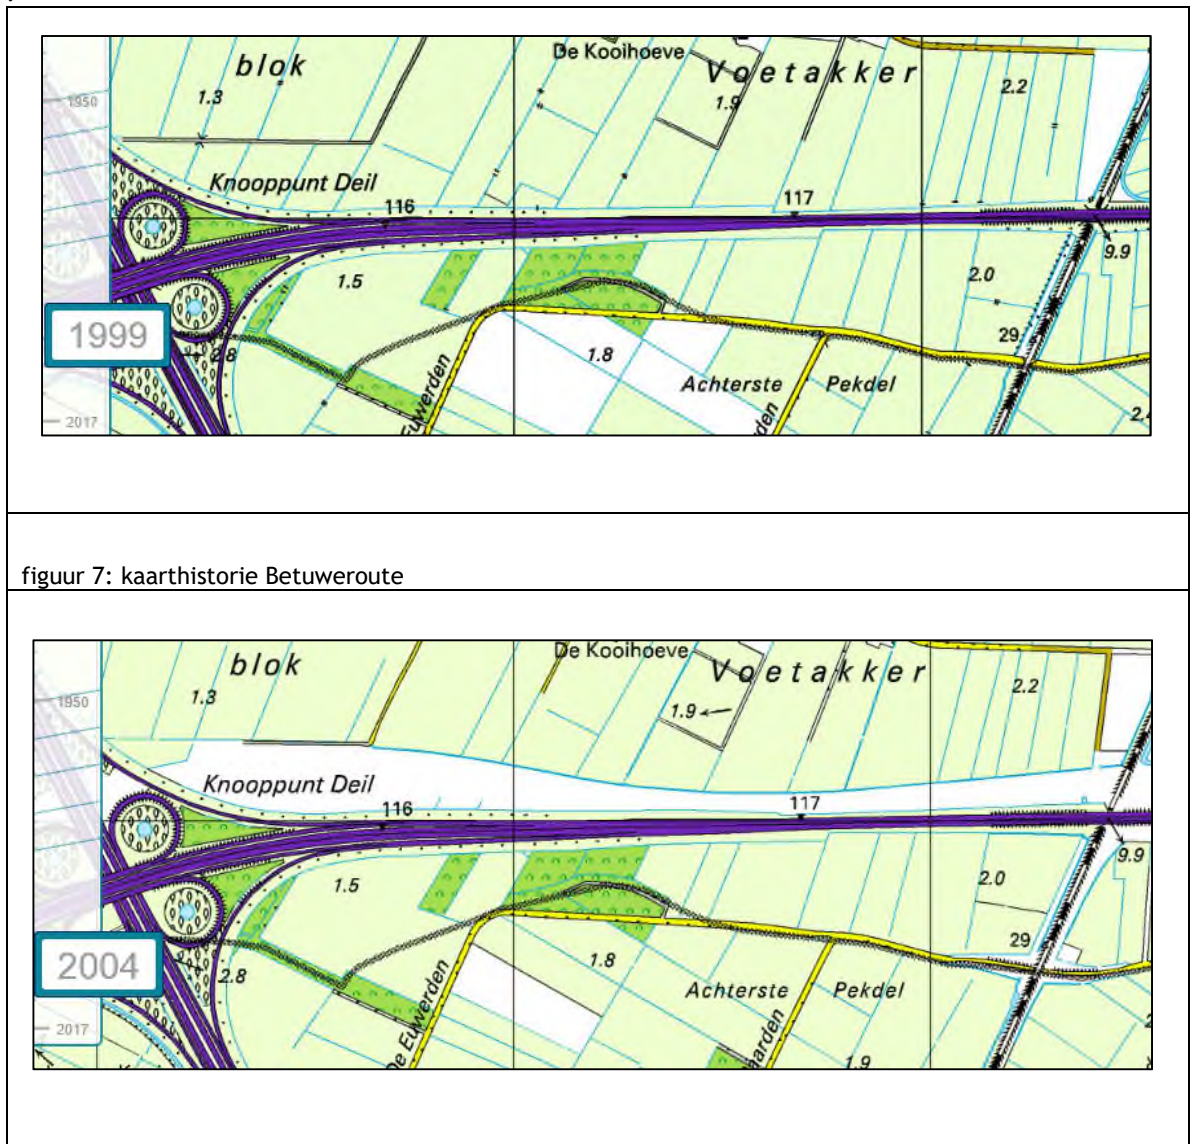 De Kooihoeve
blok
Voetakker
1.3
1.9
2.2
1950
Knooppunt Deil
116
117
9.9
1.5
2.0
1999
29
2.8
1.8
Achterste Pekdel
Euwerden
den
2017
2.
figuur 7: kaarthistorie Betuweroute
De Kooihoeve
blok
Voetakker
1.3
1.9
2.2
1950
Knooppunt Deil
116
117
9.9
1.5
2.0
29
2004
2.8
1.8
Achterste Pekdel
De Euwerden
aarden
2017
1.9